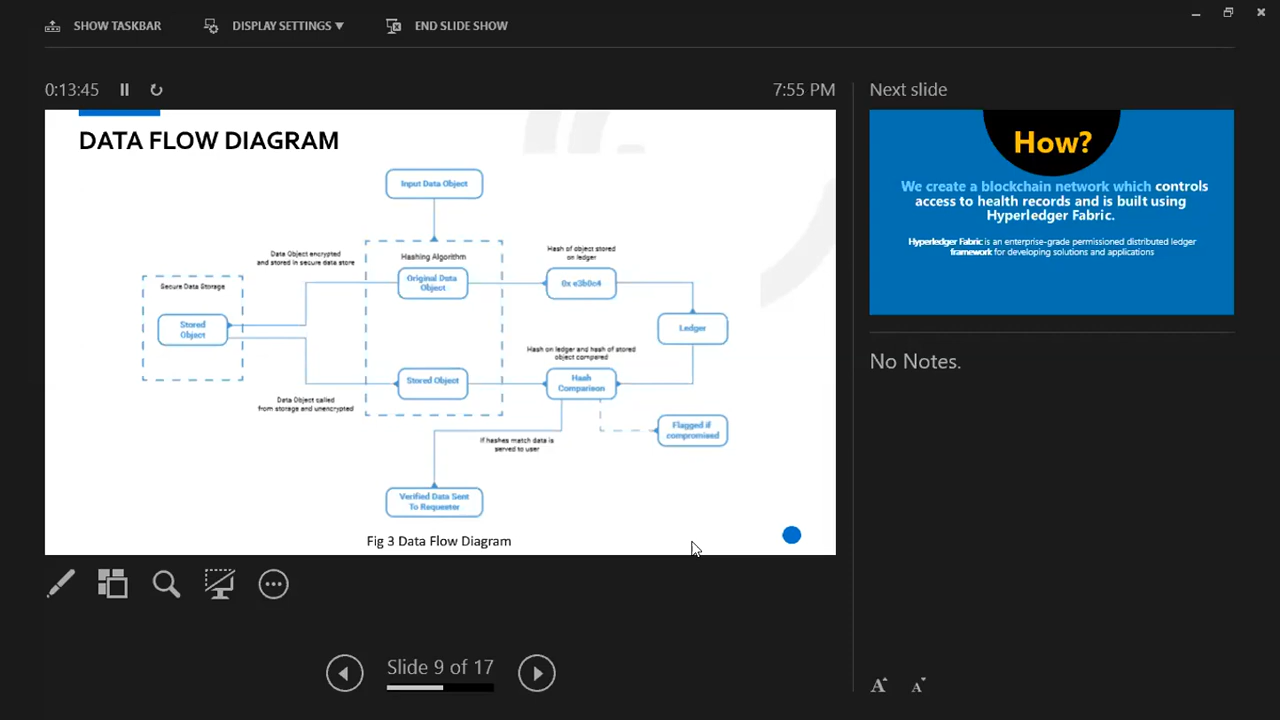 SHOW TASKBAR
DISPLAY SETTINGS ▼
END SLIDE SHOW
0:13:45
7:55 PM
DATA FLOW DIAGRAM
Input Data Object
Data Object encrypted
and stored in secure data store
Hashing Algorithm
Original Data
Object
Hash of object stored
on ledger
0x e3b0c4
Secure Data Storage
Stored
Object
Ledger
Hash on ledger and hash of stored
object compared
Stored Object
Hash
Comparison
Data Object called
from storage and unencrypted
Flagged if
compromised
If hashes match data is
served to user
Verified Data Sent
To Requester
Fig 3 Data Flow Diagram
Slide 9 of 17
Next slide
How?
We create a blockchain network which controls
access to health records and is built using
Hyperledger Fabric.
Hyperledger Fabric is an enterprise-grade permissioned distributed ledger
framework for developing solutions and applications
No Notes.
A A